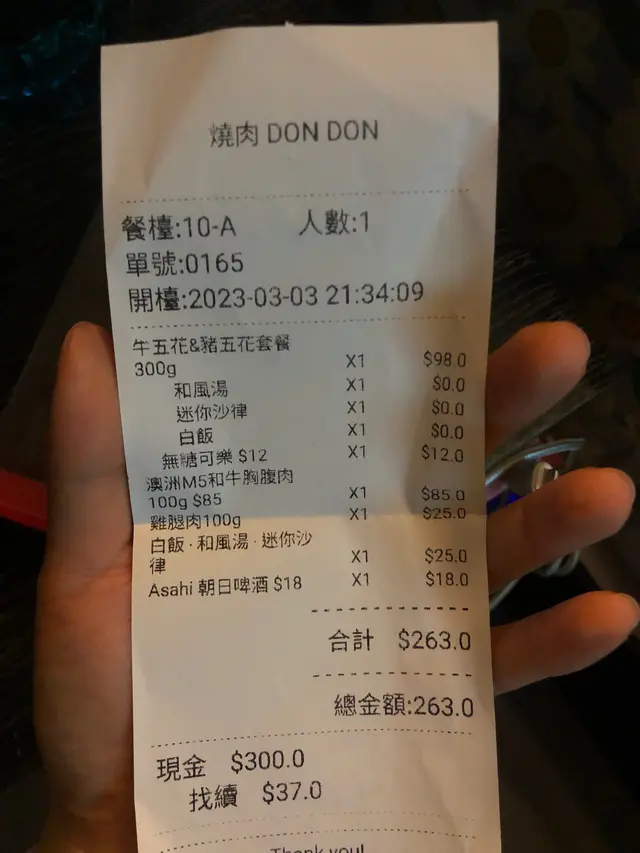 燒肉 DON DON
餐檯:10-A 人數:1
單號:0165
開檯:2023-03-03 21:34:09
牛五花&豬五花套餐
300g X1 $98.0
和風湯 X1 $0.0
迷你沙律 X1 $0.0
白飯 X1 $0.0
無糖可樂 $12 X1 $12.0
澳洲M5和牛胸腹肉
100g $85 X1 $85.0
雞腿肉100g X1 $25.0
白飯·和風湯·迷你沙
律 X1 $25.0
Asahi 朝日啤酒 $18 X1 $18.0
合計 $263.0
總金額:263.0
現金 $300.0
找續 $37.0
Thank you!